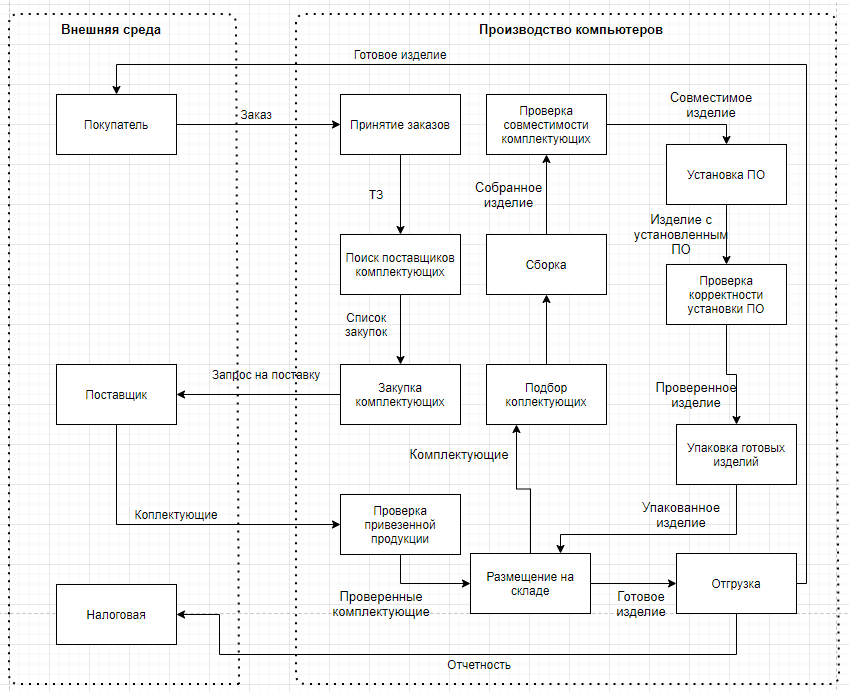 Внешняя среда
Производство компьютеров
Готовое изделие
Покупатель
Заказ
Принятие заказов
Проверка
совместимости
комплектующих
Совместимое
изделие
Установка ПО
ТЗ
Собранное
изделие
Изделие с
установленным
ПО
Поиск поставщиков
комплектующих
Сборка
Проверка
корректности
установки ПО
Список
закупок
Запрос на поставку
Поставщик
Закупка
комплектующих
Подбор
коплектующих
Проверенное
изделие
Комплектующие
Упаковка готовых
изделий
Коплектующие
Проверка
привезенной
продукции
Упакованное
изделие
Размещение на
складе
Отгрузка
Проверенные
комплектующие
Готовое
изделие
Налоговая
Отчетность